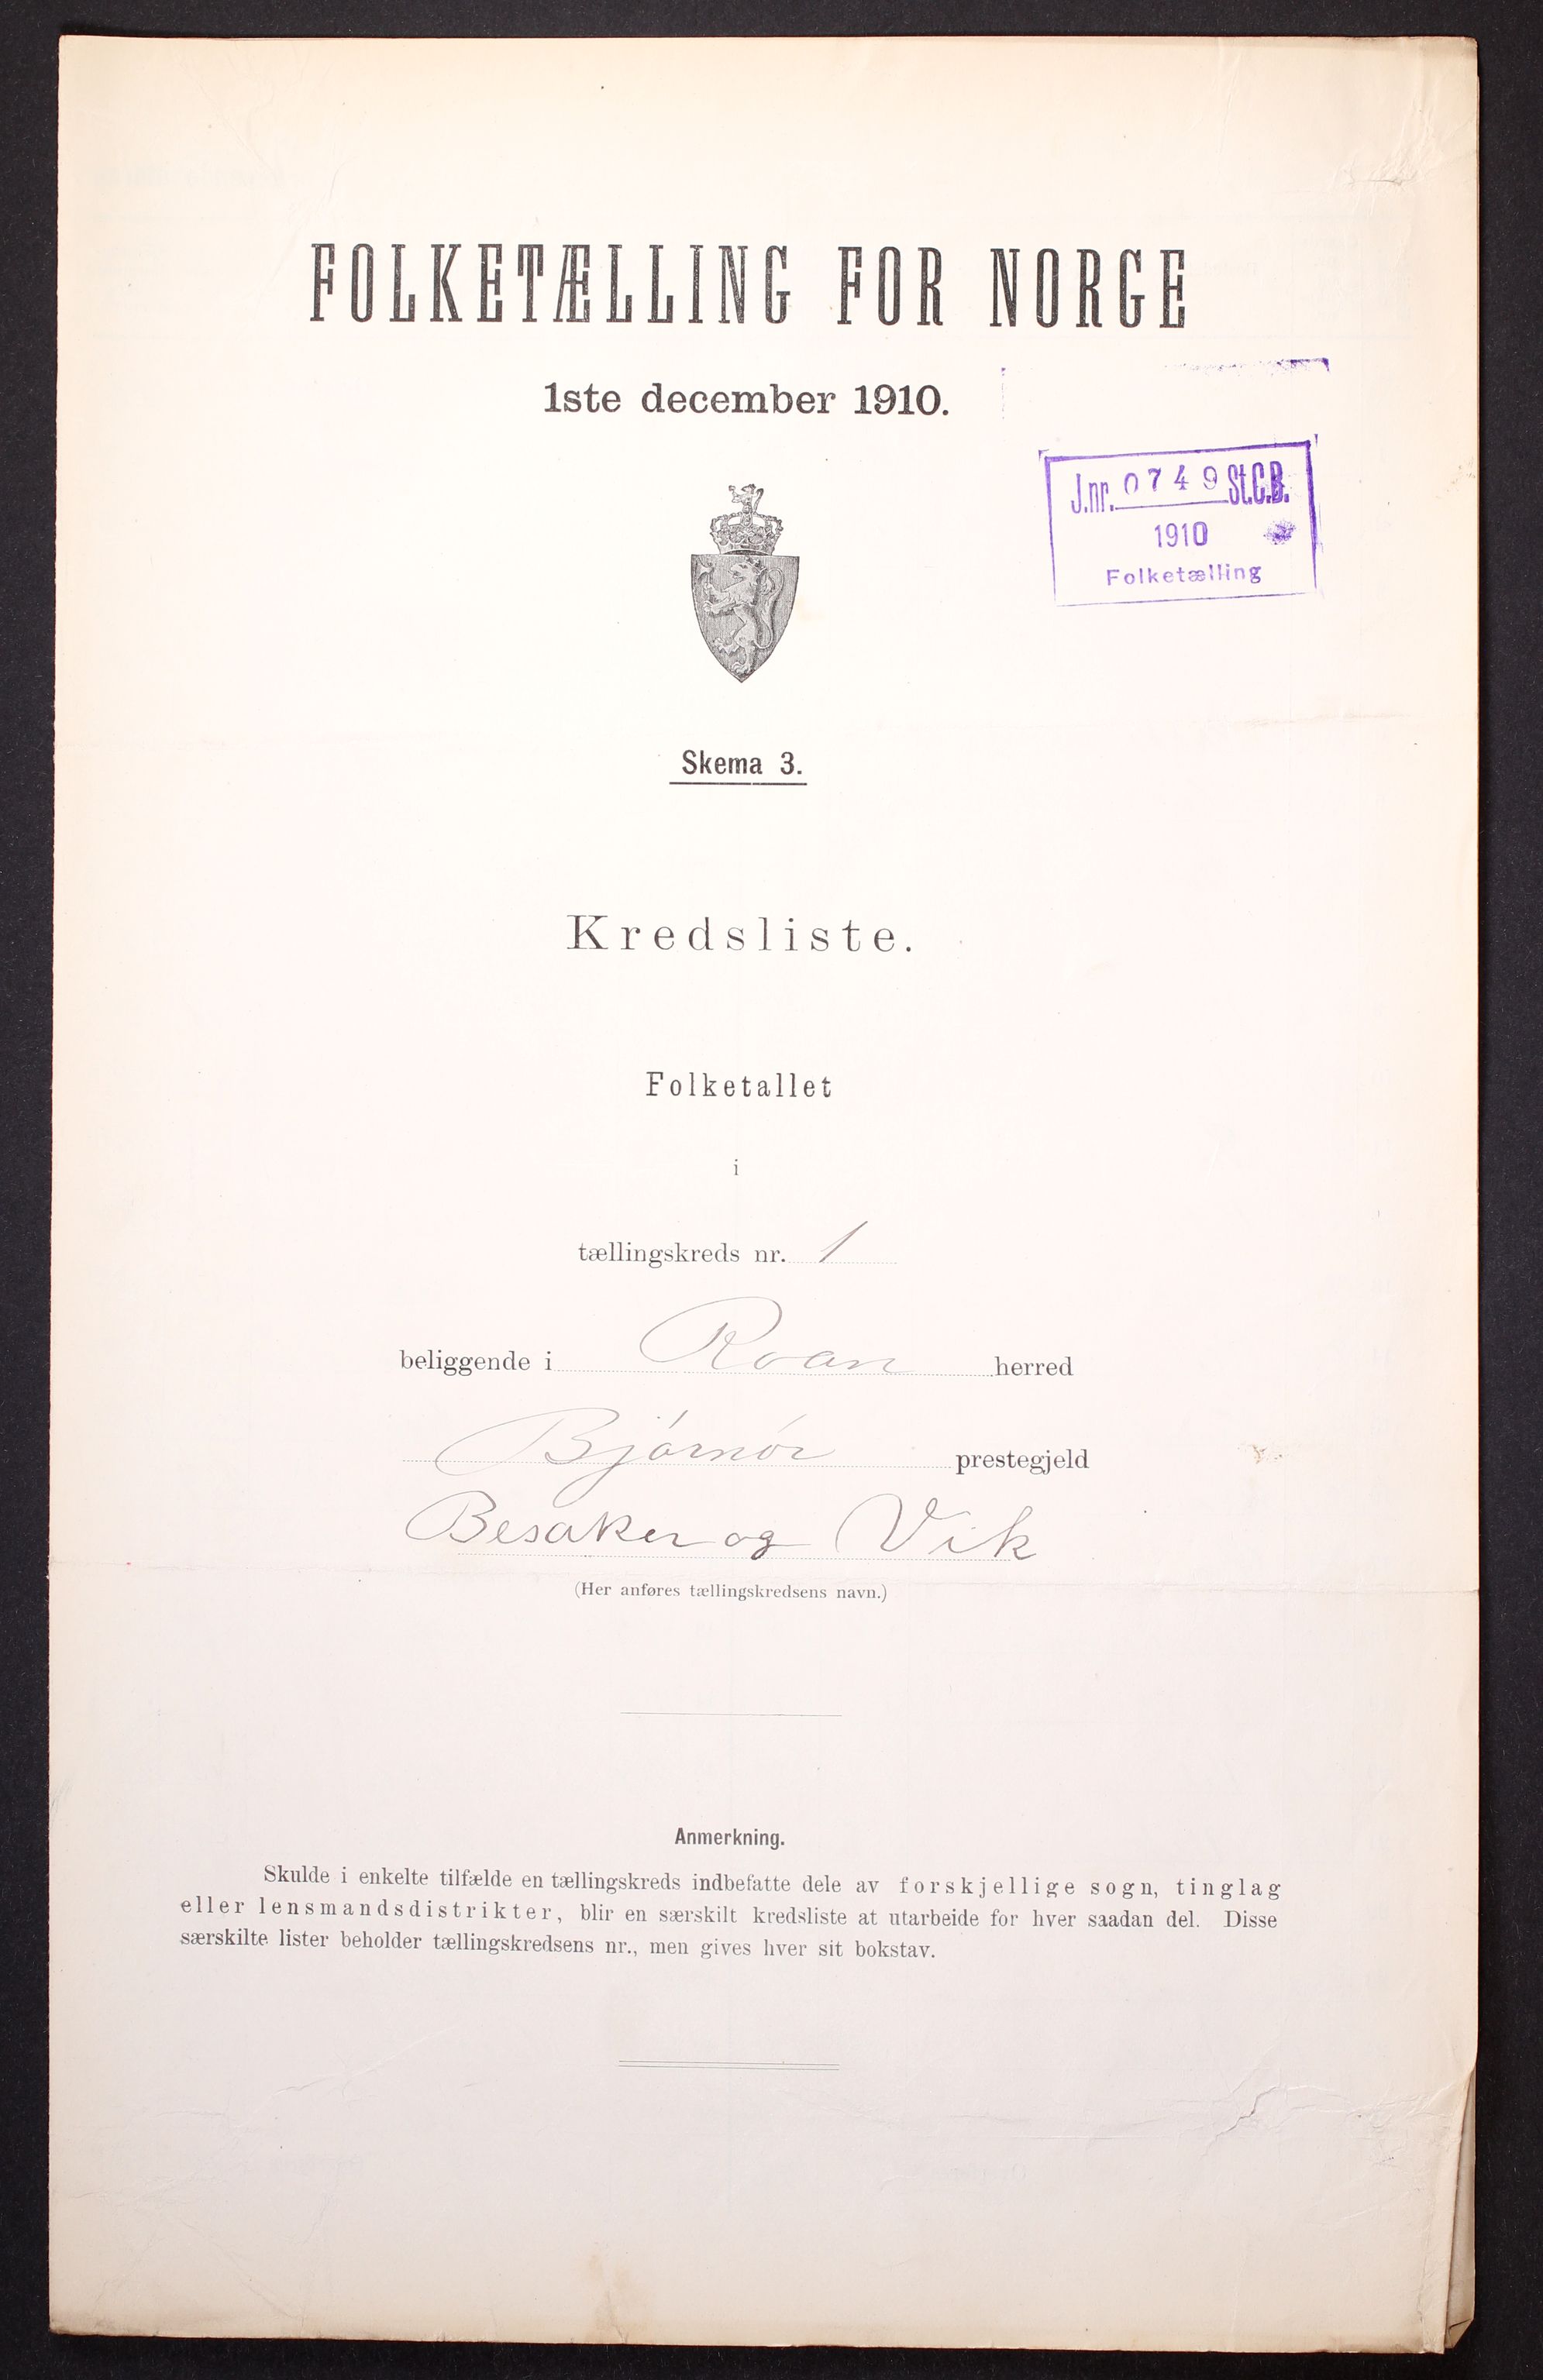 FOLKETÆLLING FOR NORGE
1ste december 1910.
J.nr. 0749 St.C.B.
1910
Folketælling
Skema 3.
Kredsliste.
Folketallet
i
tællingskreds nr. 1
beliggende i Roan herred
Bjórnór prestegjeld
Besaker og Vik
(Her anføres tællingskredsens navn.)
Anmerkning.
Skulde i enkelte tilfælde en tællingskreds indbefatte dele av forskjellige sogn, tinglag
eller lensmandsdistrikter, blir en særskilt kredsliste at utarbeide for hver saadan del. Disse
særskilte lister beholder tællingskredsens nr., men gives hver sit bokstav.